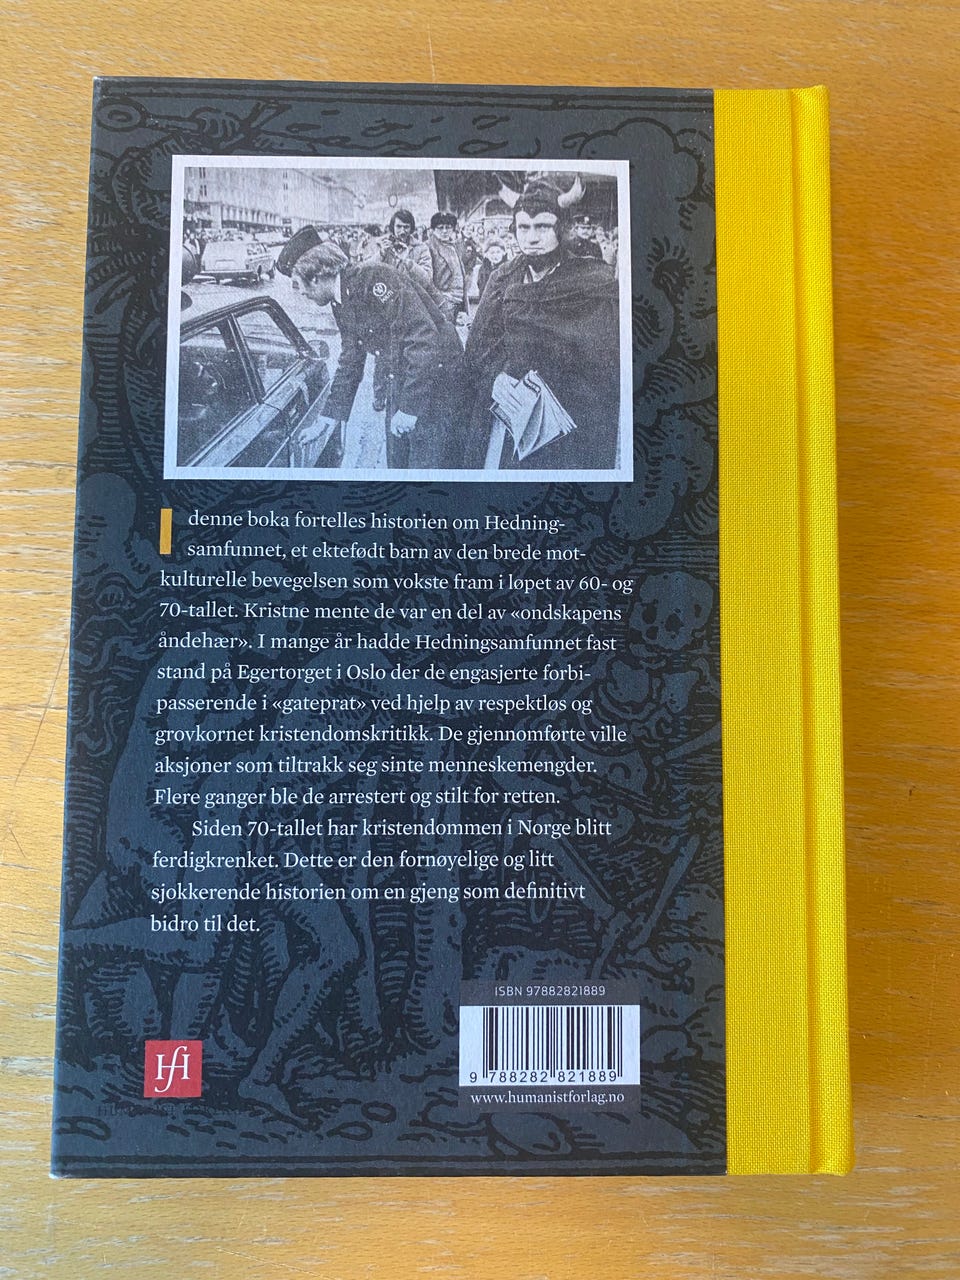 I denne boka fortelles historien om Hedning-
samfunnet, et ektefødt barn av den brede mot-
kulturelle bevegelsen som vokste fram i løpet av 60- og
70-tallet. Kristne mente de var en del av «ondskapens
åndehær». I mange år hadde Hedningsamfunnet fast
stand på Egertorget i Oslo der de engasjerte forbi-
passerende i «gateprat» ved hjelp av respektløs og
grovkornet kristendomskritikk. De gjennomførte ville
aksjoner som tiltrakk seg sinte menneskemengder.
Flere ganger ble de arrestert og stilt for retten.
Siden 70-tallet har kristendommen i Norge blitt
ferdigkrenket. Dette er den fornøyelige og litt
sjokkerende historien om en gjeng som definitivt
bidro til det.
ISBN 97882821889
9 788282 821889
www.humanistforlag.no
HfH